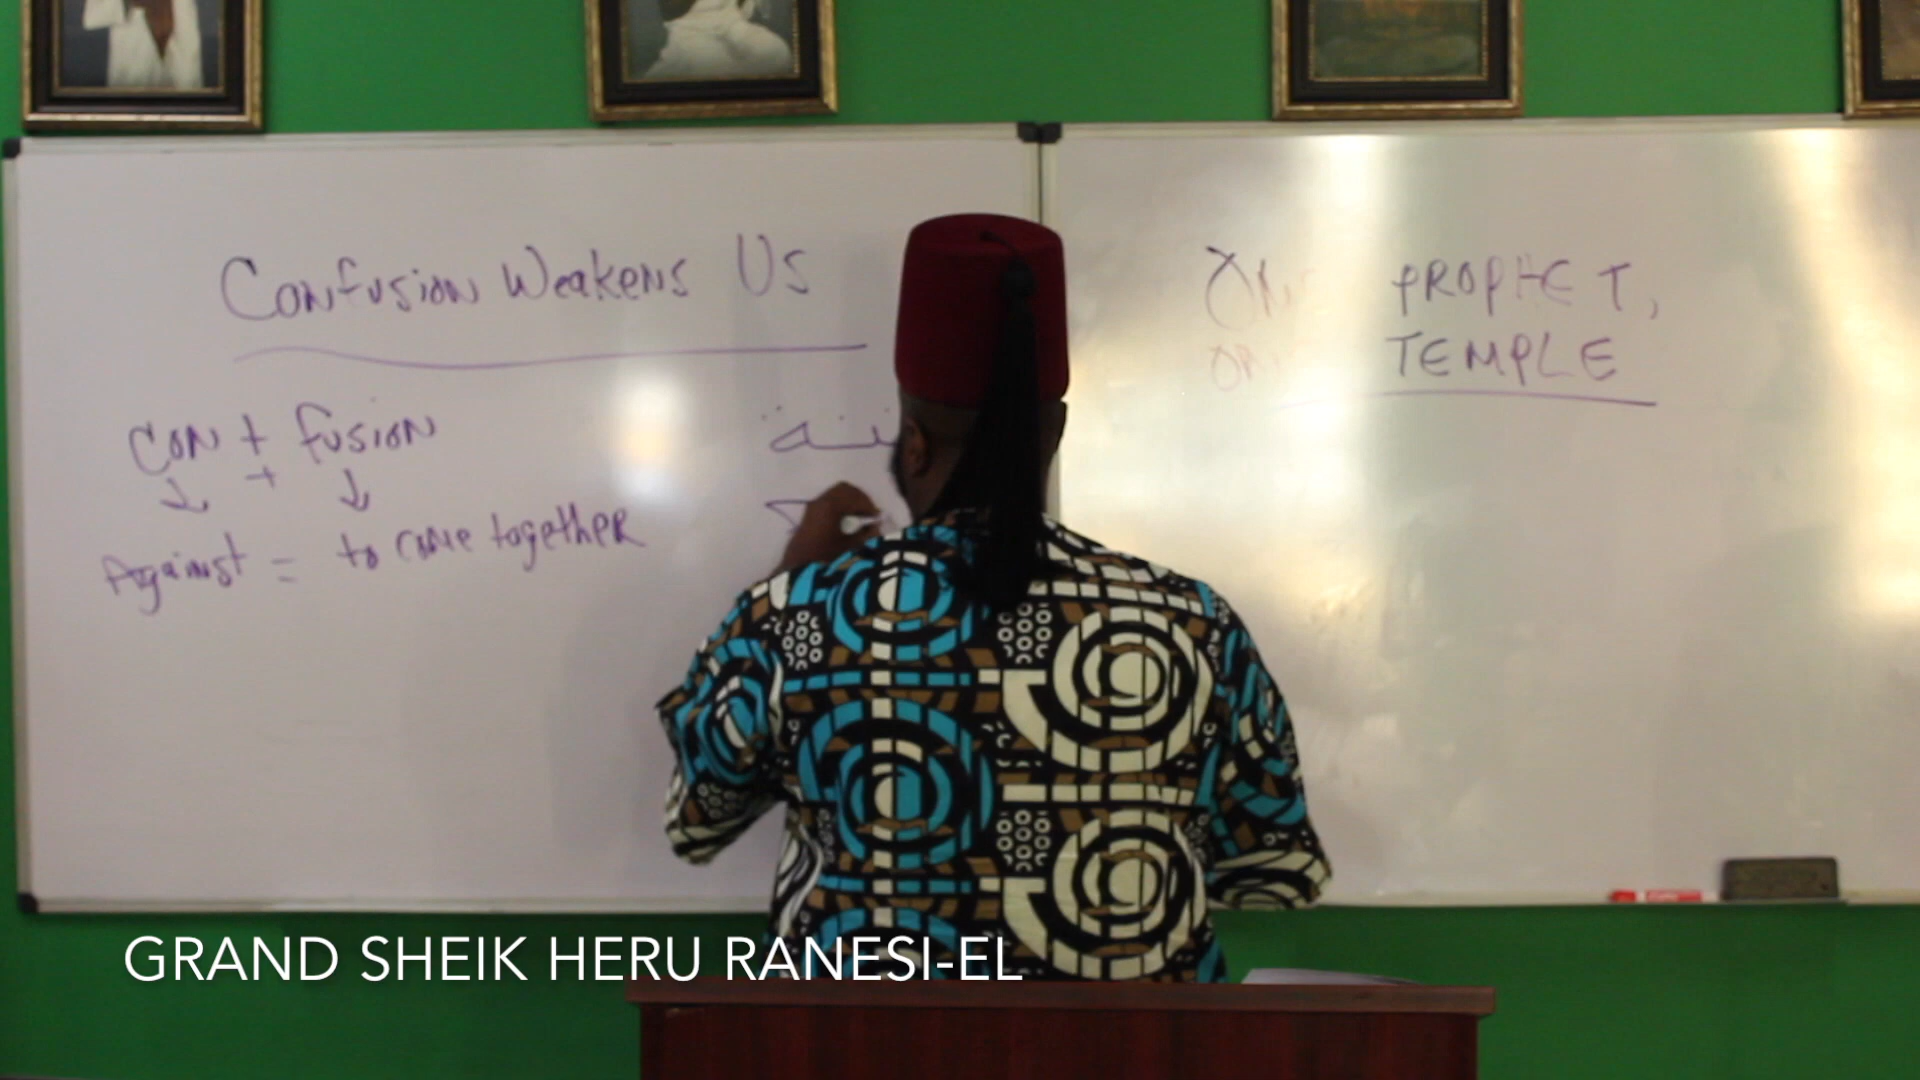 Confusion Weakens Us
Con + fusion
+
Against = to come together
PROPHET,
TEMPLE
GRAND SHEIK HERU RANESI-EL